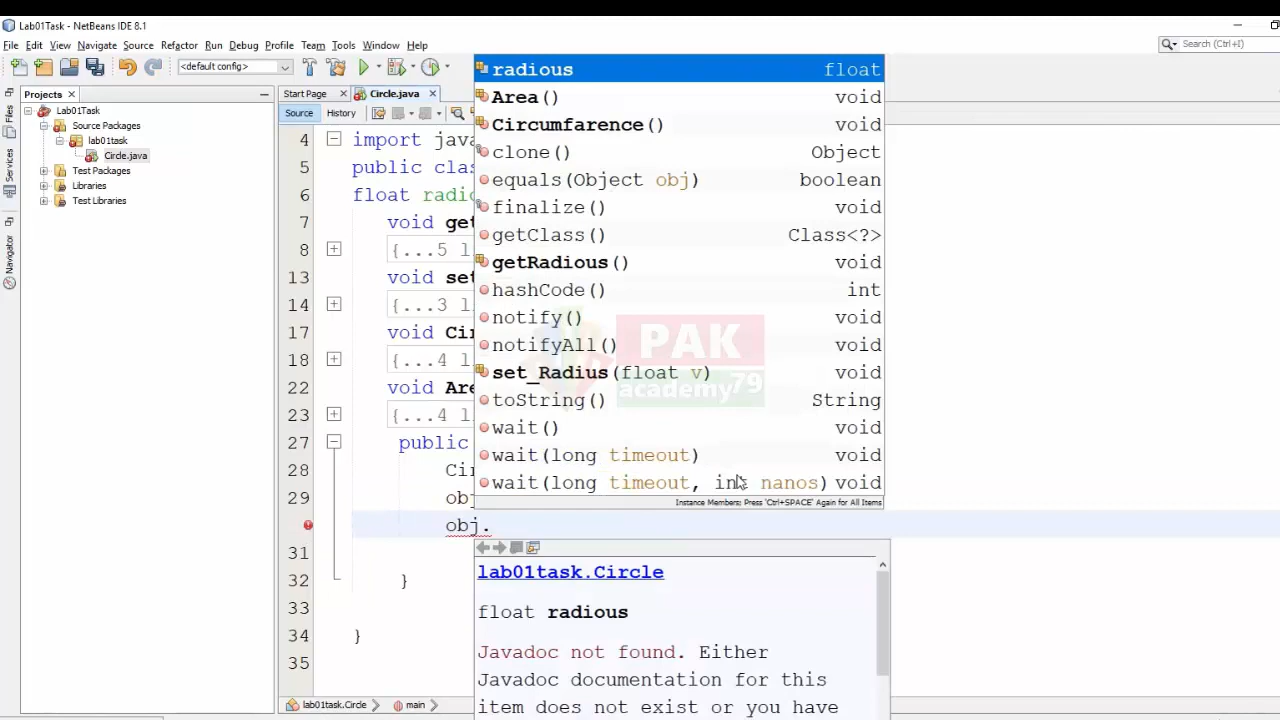 Lab01Task - NetBeans IDE 8.1
File Edit View Navigate Source Refactor Run Debug Profile Team Tools Window Help
Search (Ctrl+I)
<default config>
Projects
Files
Services
Navigator
Lab01Task
Source Packages
lab01task
Circle.java
Test Packages
Libraries
Test Libraries
Start Page
Circle.java
Source History
4 import java
5 public clas
6 float radio
7 void get
8 {...5 l
13 void set
14 {...3 l
17 void Cir
18 {...4 l
22 void Are
23 {...4 l
27 public
28 Cir
29 ob
obj.
31
32 }
33
34 }
35
radious float
Area() void
Circumfarence() void
clone() Object
equals(Object obj) boolean
finalize() void
getClass() Class<?>
getRadious() void
hashCode() int
notify() void
notifyAll() void
set_Radius(float v) void
toString() String
wait() void
wait(long timeout) void
wait(long timeout, int nanos) void
Instance Members; Press 'Ctrl+SPACE' Again for All Items
PAK
academy79
lab01task.Circle
float radious
Javadoc not found. Either
Javadoc documentation for this
item does not exist or you have
lab01task.Circle main